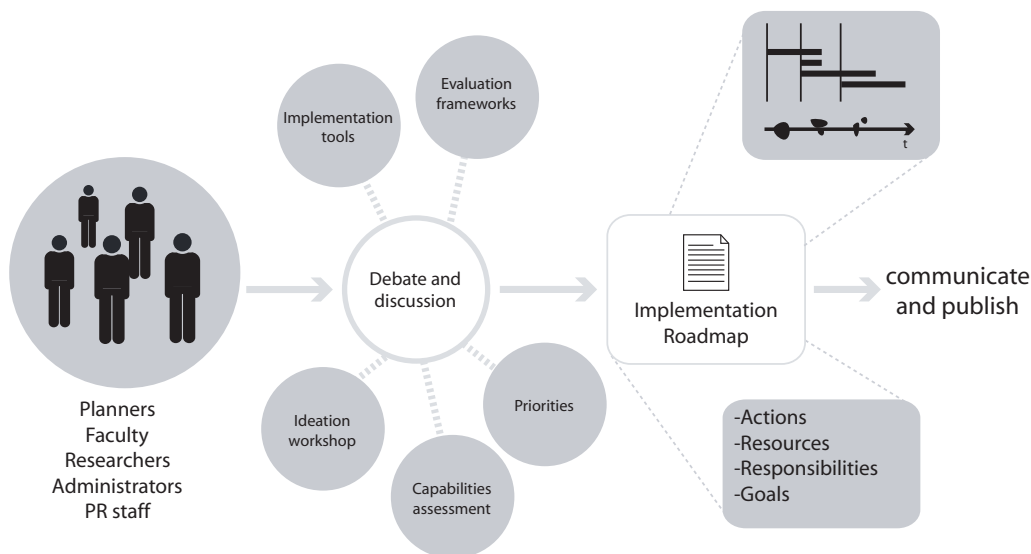 Planners
Faculty
Researchers
Administrators
PR staff
Implementation
tools
Evaluation
frameworks
Debate and
discussion
Ideation
workshop
Capabilities
assessment
Priorities
t
Implementation
Roadmap
-Actions
-Resources
-Responsibilities
-Goals
communicate
and publish